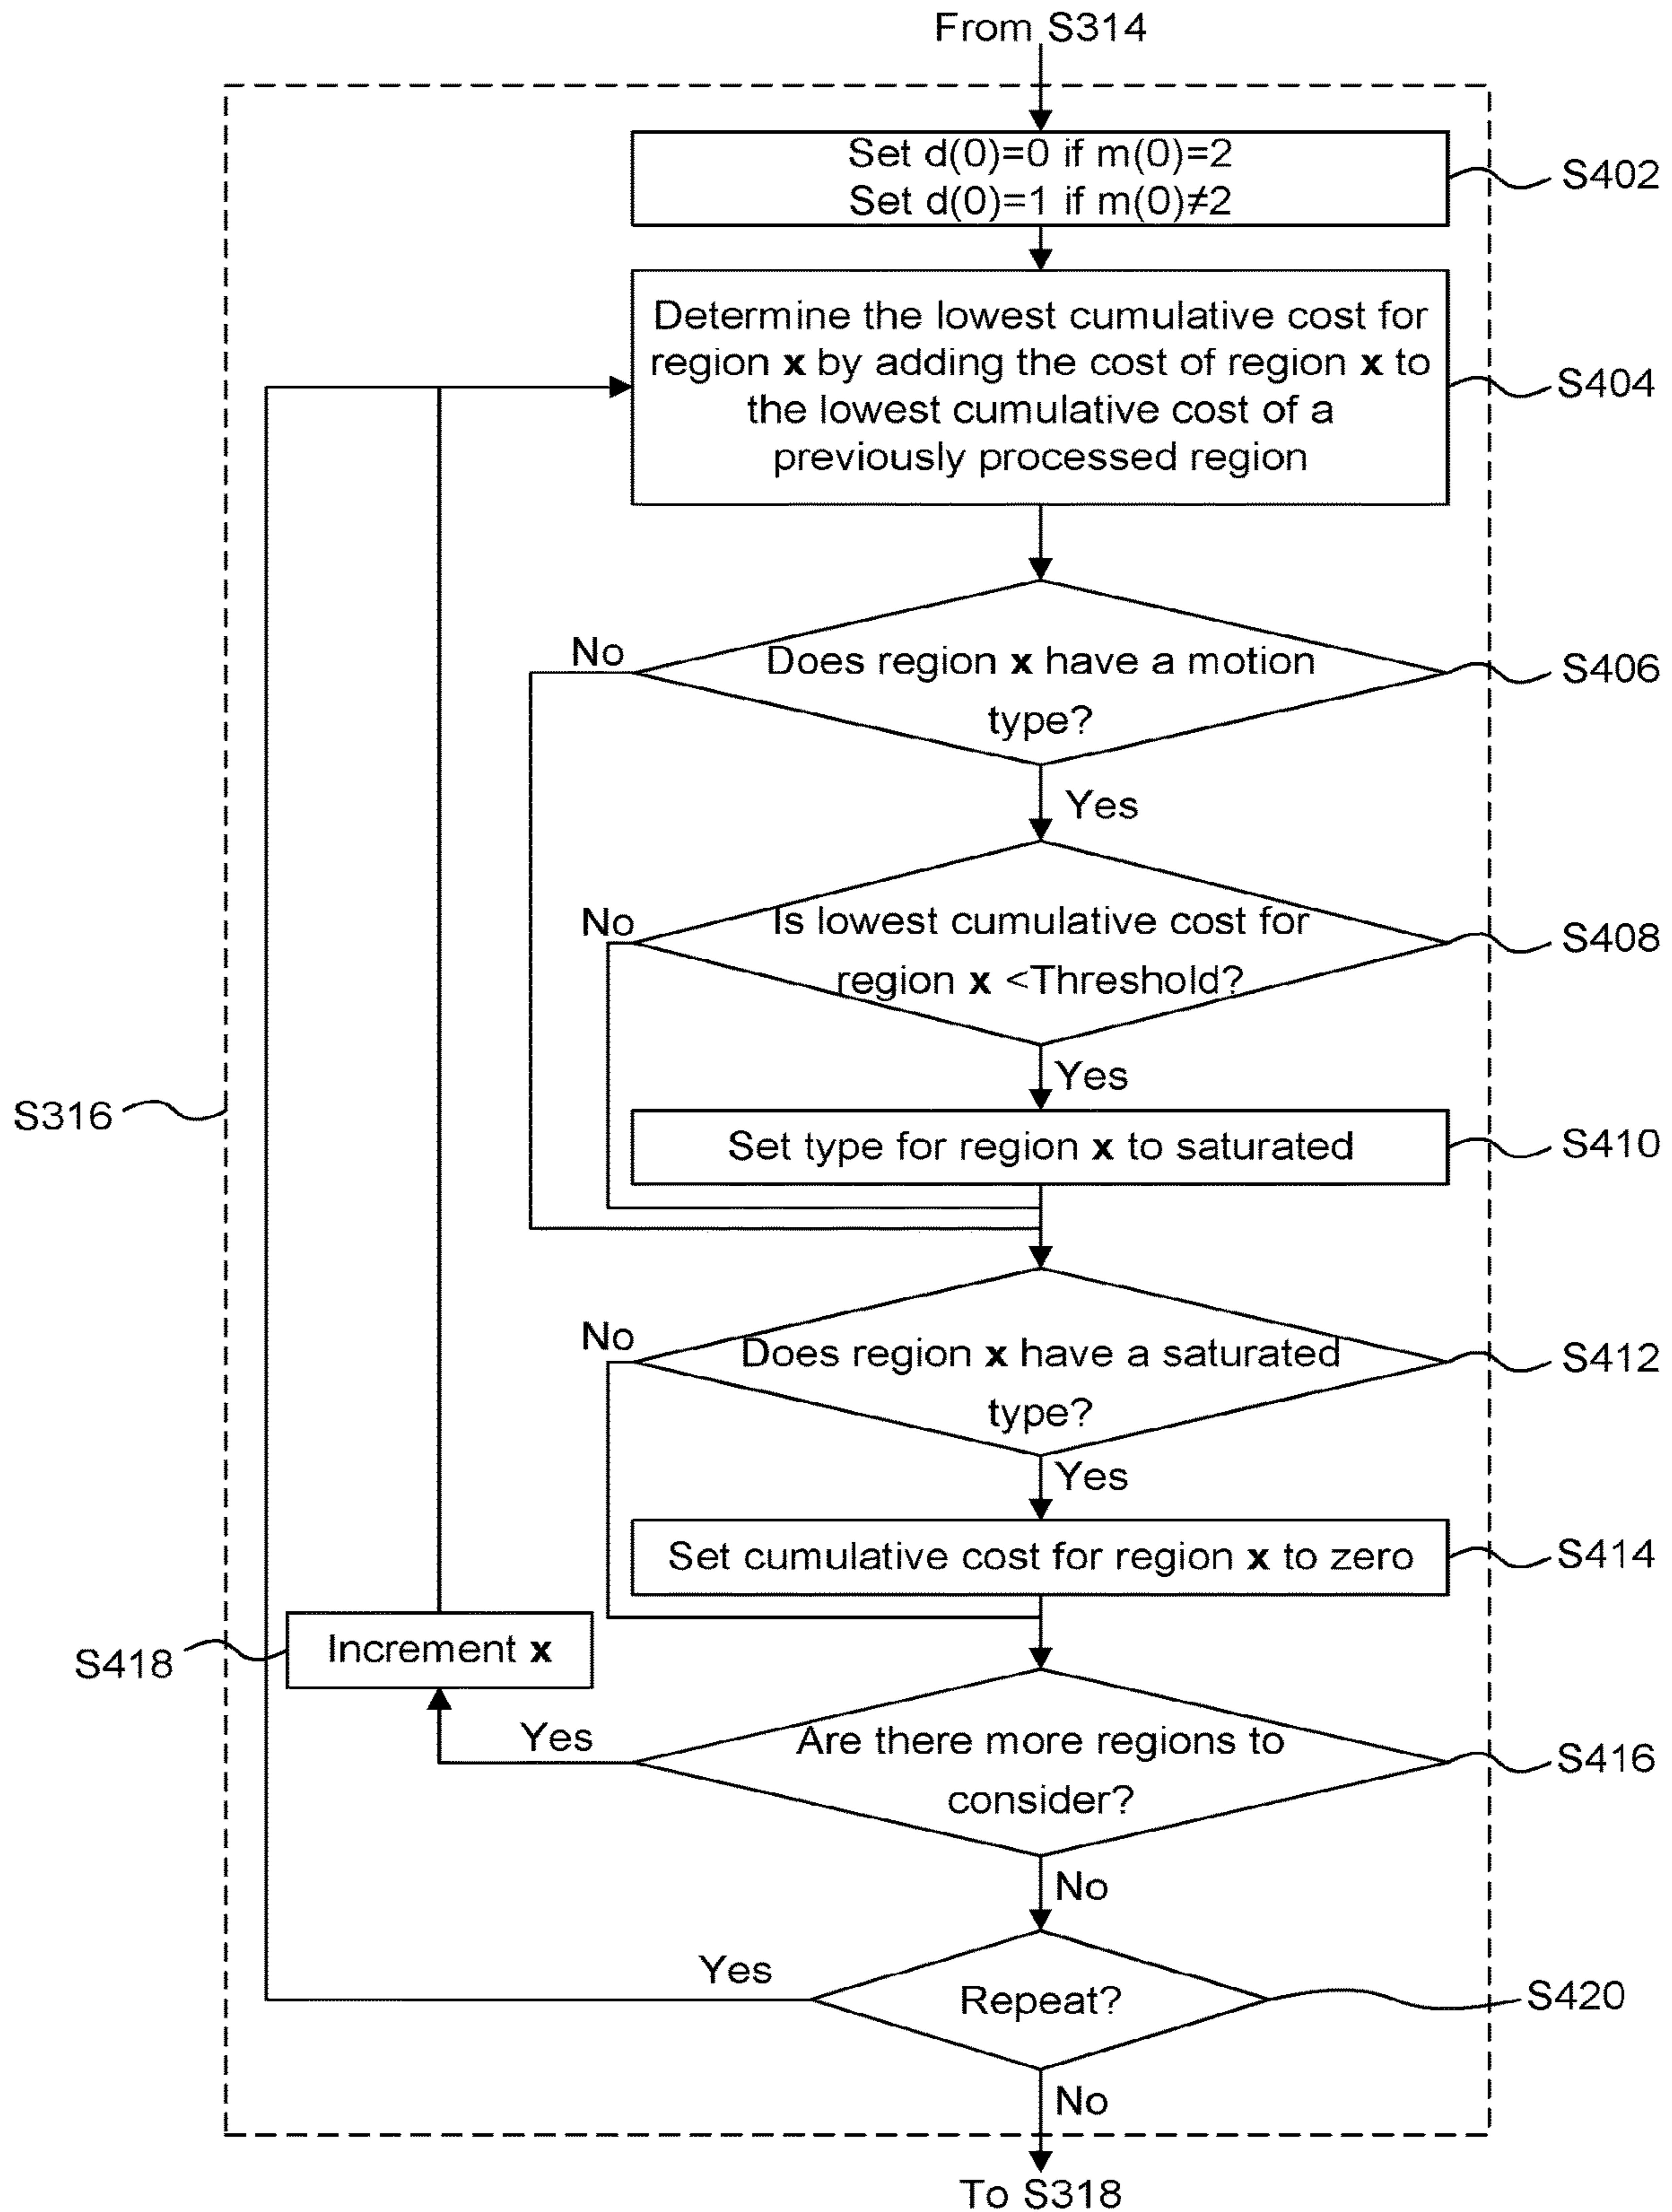 From S314
Set d(0)=0 if m(0)=2
Set d(0)=1 if m(0)≠2
S402
Determine the lowest cumulative cost for
region x by adding the cost of region x to
the lowest cumulative cost of a
previously processed region
S404
No
Does region x have a motion
type?
S406
Yes
No
Is lowest cumulative cost for
region x <Threshold?
S408
Yes
S316
Set type for region x to saturated
S410
No
Does region x have a saturated
type?
S412
Yes
Set cumulative cost for region x to zero
S414
S418
Increment x
Yes
Are there more regions to
consider?
S416
No
Yes
Repeat?
S420
No
To S318